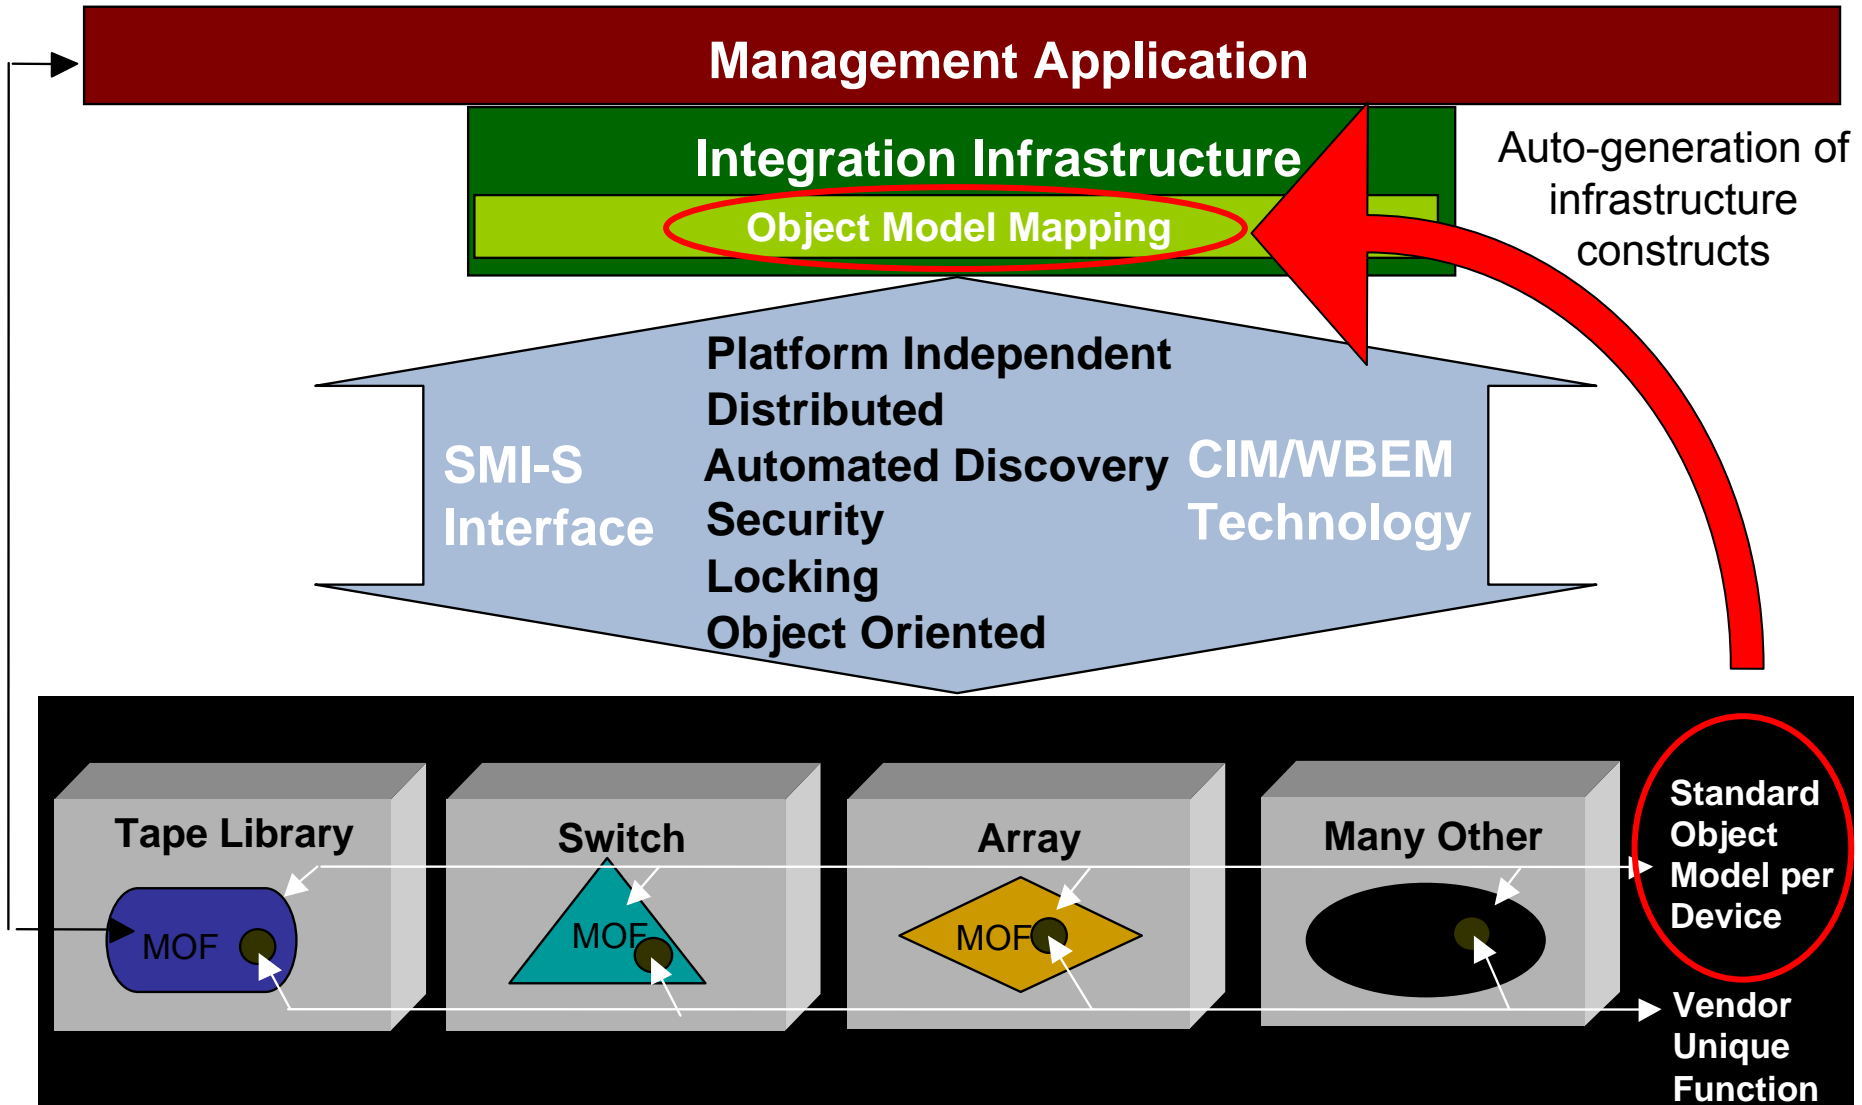 Management Application
Integration Infrastructure
Object Model Mapping
Auto-generation of
infrastructure
constructs
Platform Independent
Distributed
Automated Discovery
Security
Locking
Object Oriented
SMI-S
Interface
CIM/WBEM
Technology
Tape Library
MOF
Switch
MOF
Array
MOF
Many Other
Standard
Object
Model per
Device
Vendor
Unique
Function